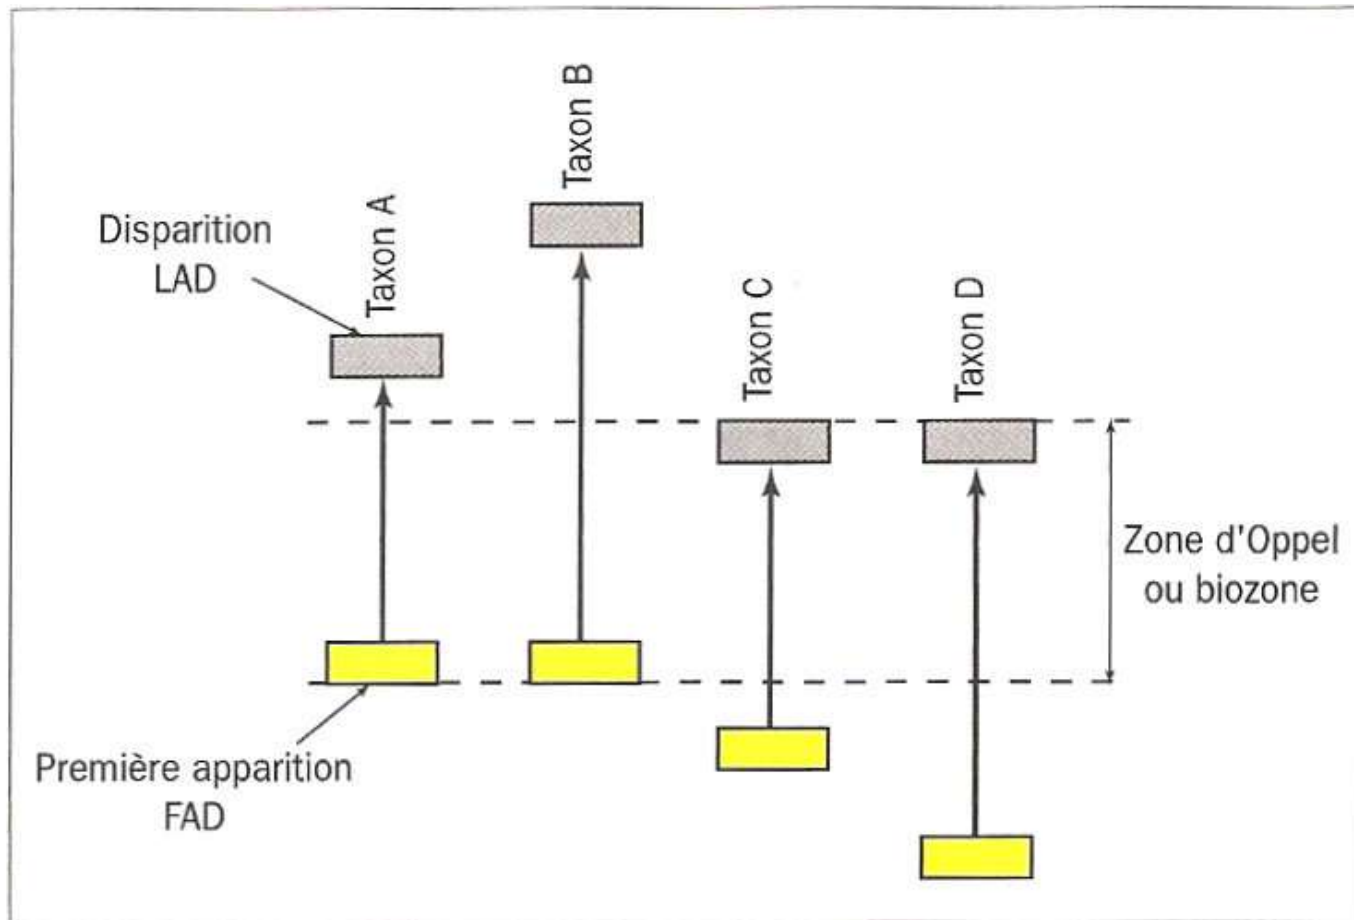 Taxon A
Taxon B
Taxon C
Taxon D
Disparition
LAD
Zone d'Oppel
ou biozone
Première apparition
FAD